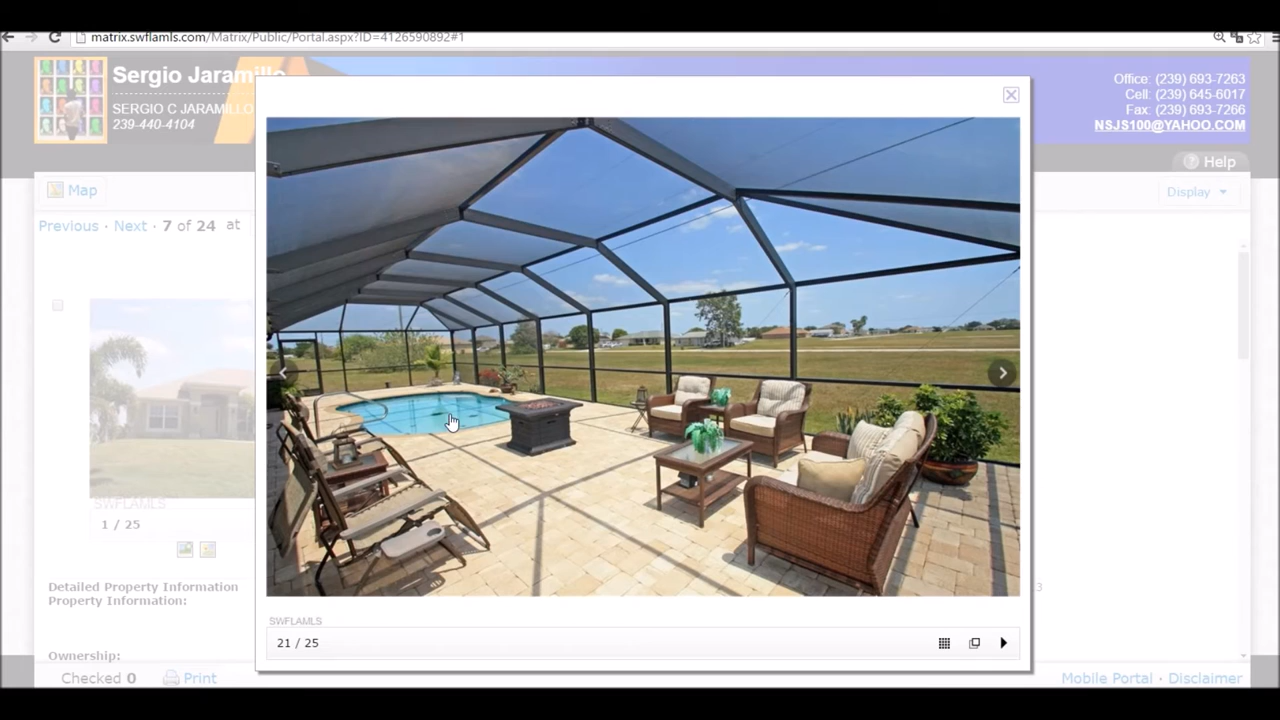 matrix.swflamls.com/Matrix/Public/Portal.aspx?ID=4126590892#1
Sergio Jaramillo
SERGIO C JARAMILLO
239-440-4104
Office: (239) 693-7263
Cell: (239) 645-6017
Fax: (239) 693-7266
NSJS100@YAHOO.COM
Help
Map
Display
Previous · Next · 7 of 24 at
SWFLAMLS
1 / 25
Detailed Property Information
Property Information:
3
Ownership:
SWFLAMLS
21 / 25
Checked 0 Print
Mobile Portal · Disclaimer